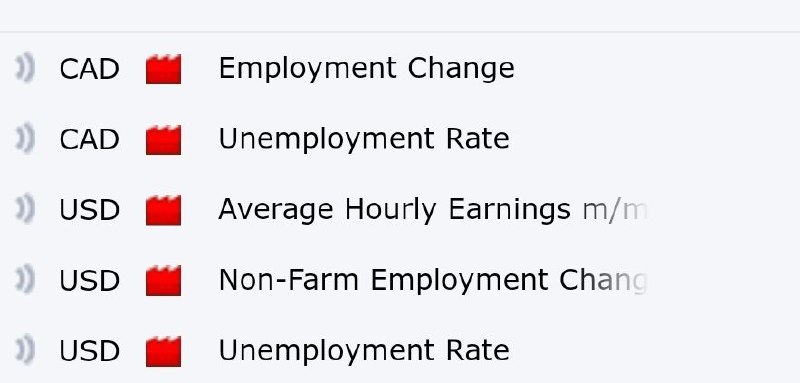 CAD Employment Change
CAD Unemployment Rate
USD Average Hourly Earnings m/m
USD Non-Farm Employment Chang
USD Unemployment Rate